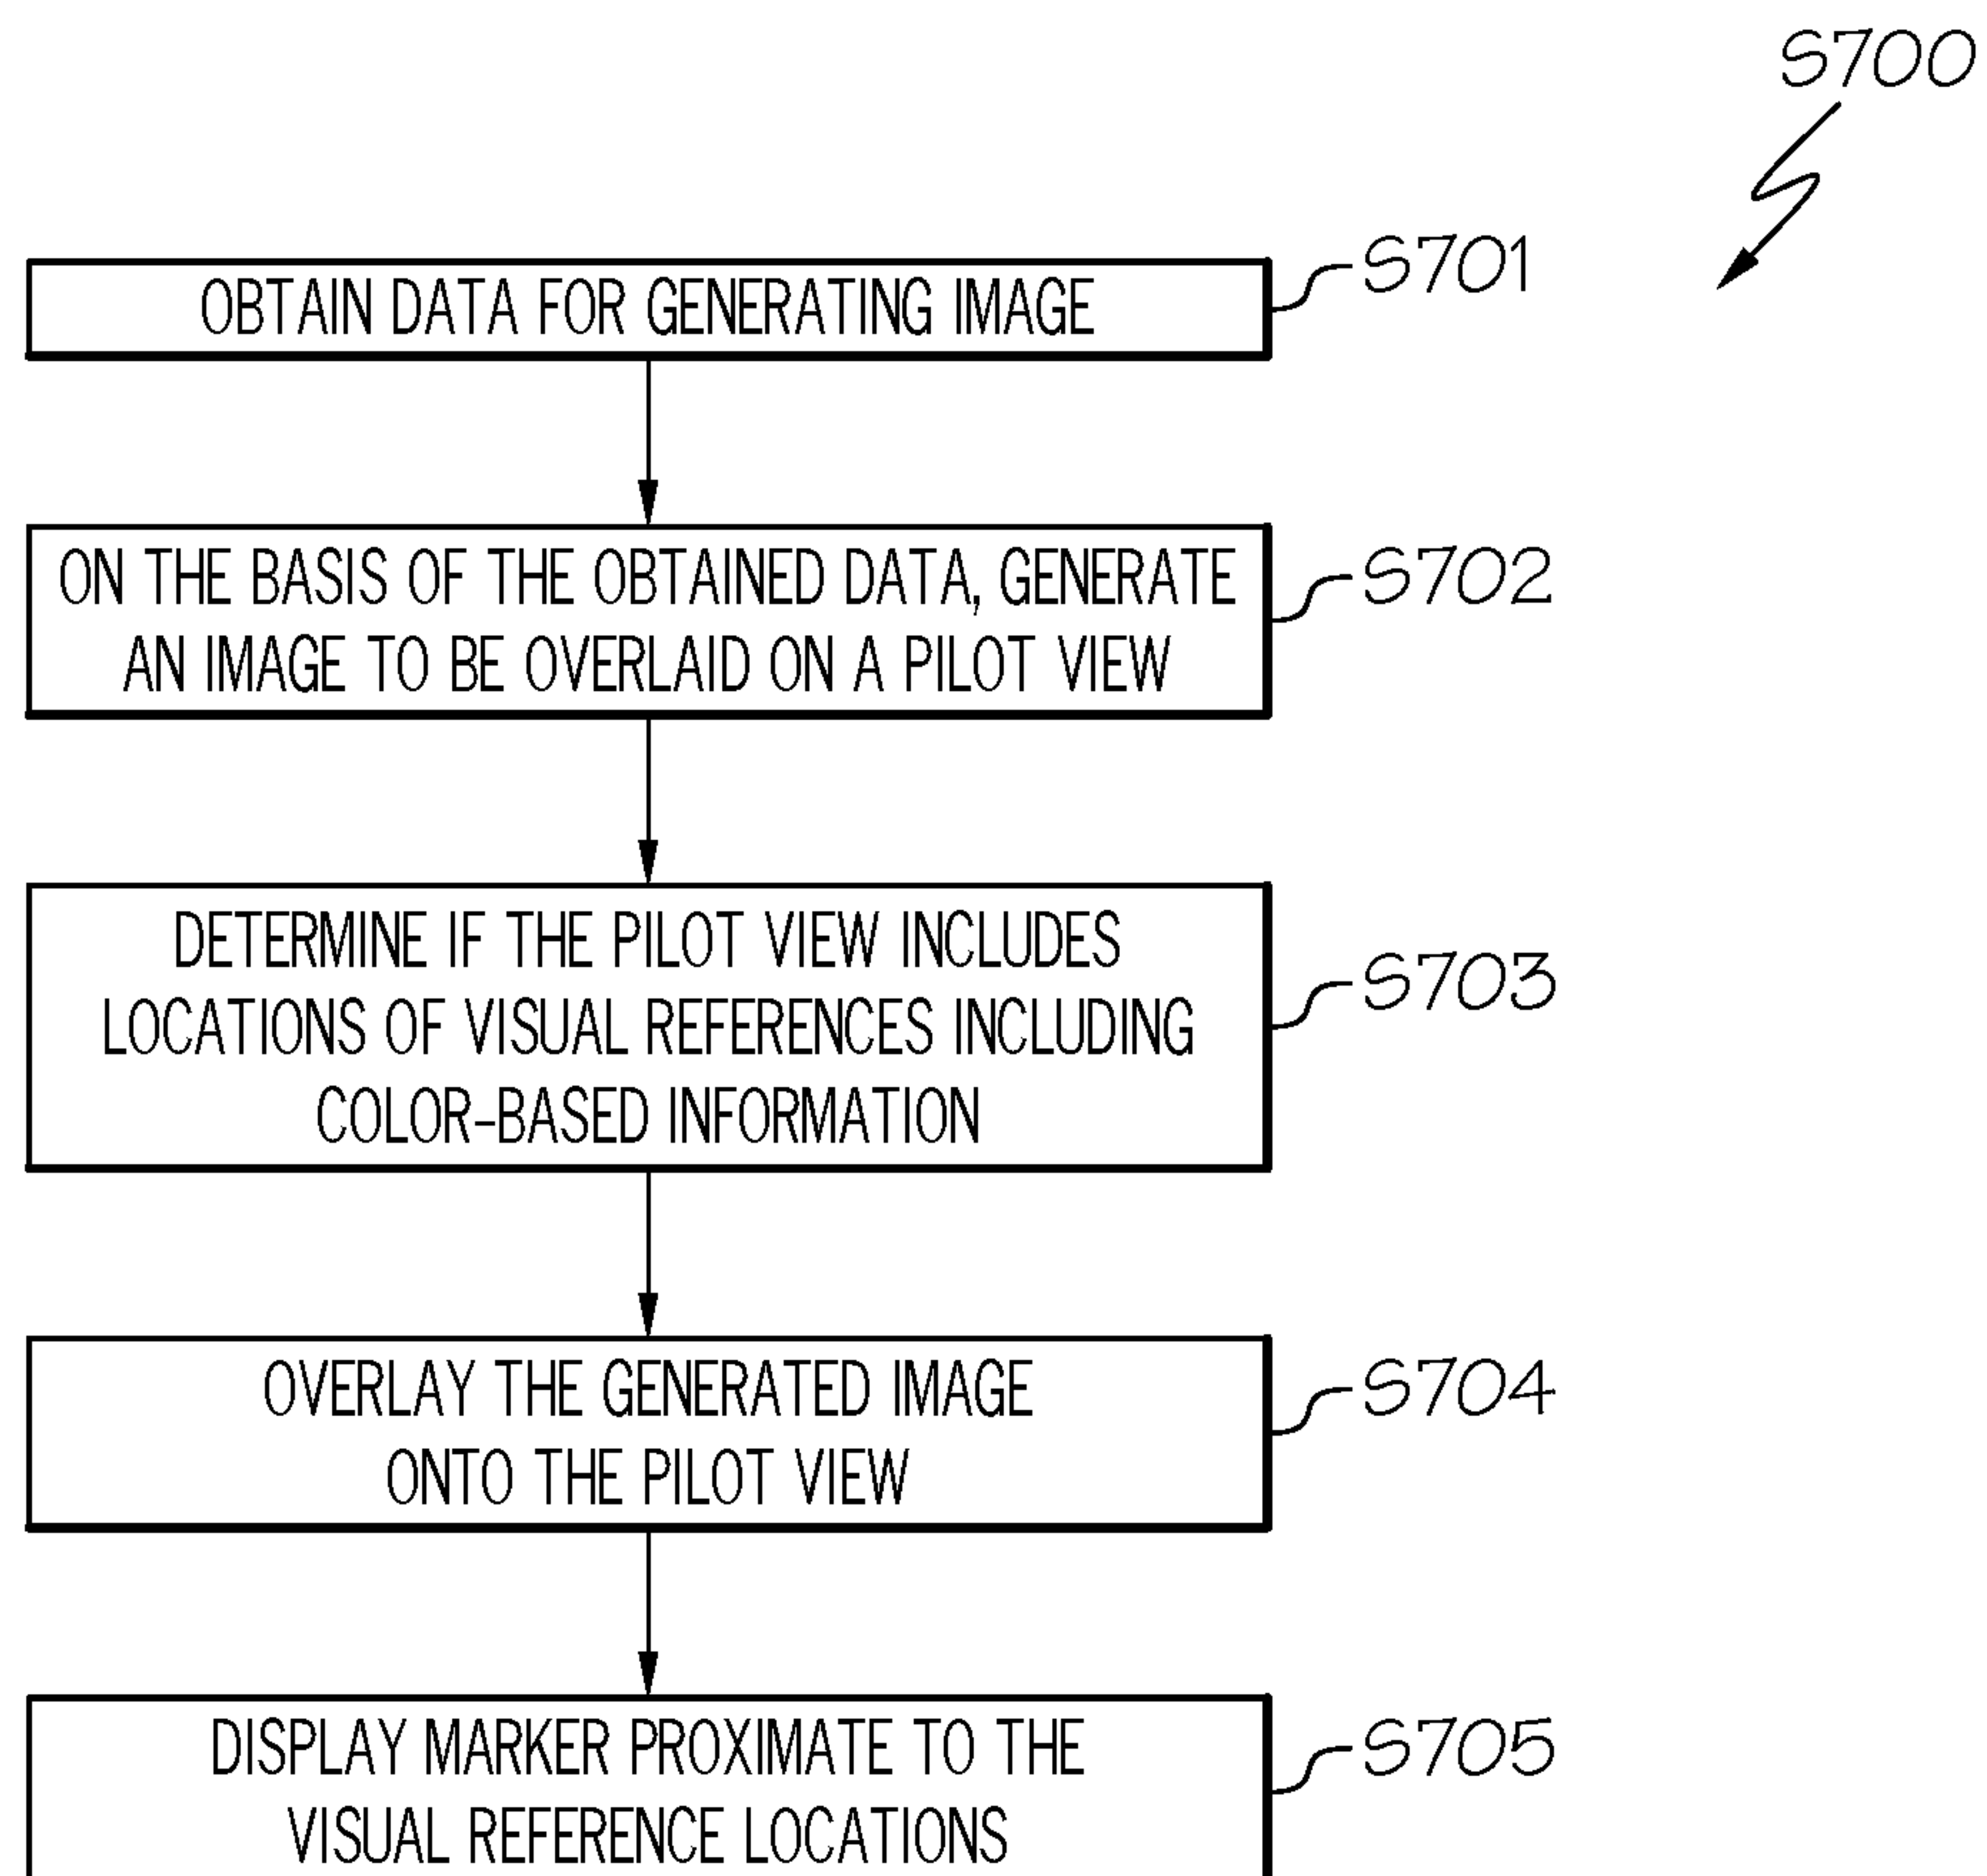 S700
OBTAIN DATA FOR GENERATING IMAGE
S701
ON THE BASIS OF THE OBTAINED DATA, GENERATE
AN IMAGE TO BE OVERLAID ON A PILOT VIEW
S702
DETERMINE IF THE PILOT VIEW INCLUDES
LOCATIONS OF VISUAL REFERENCES INCLUDING
COLOR-BASED INFORMATION
S703
OVERLAY THE GENERATED IMAGE
ONTO THE PILOT VIEW
S704
DISPLAY MARKER PROXIMATE TO THE
VISUAL REFERENCE LOCATIONS
S705